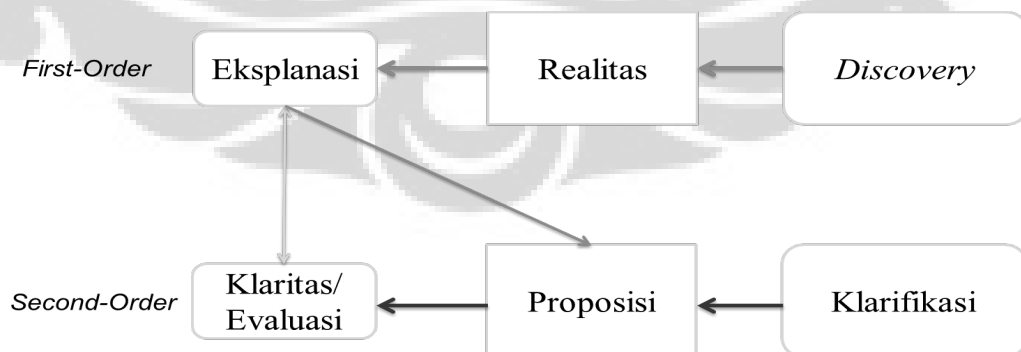 First-Order
Eksplanasi
Realitas
Discovery
Second-Order
Klaritas/
Evaluasi
Proposisi
Klarifikasi